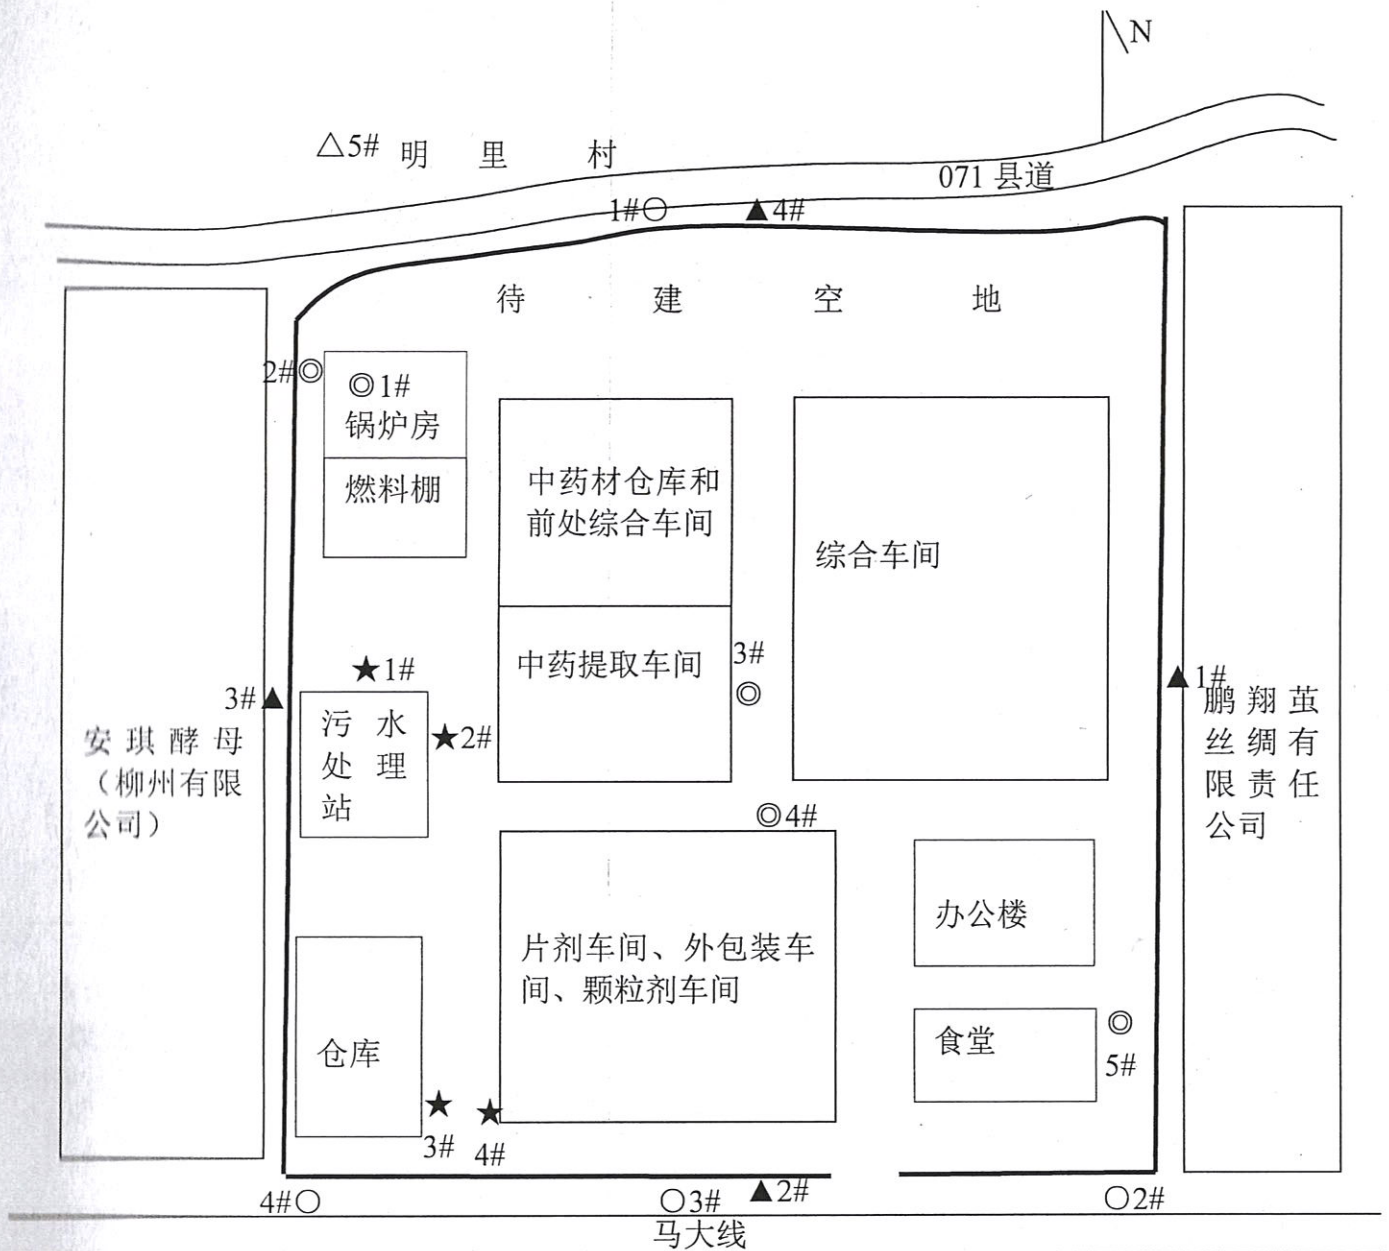 N
△5# 明 里 村
071 县道
1#○ ▲4#
待 建 空 地
2#◎
◎1#
锅炉房
燃料棚
中药材仓库和
前处综合车间
综合车间
中药提取车间
3#
◎
★1#
3#▲
▲1#
污 水
处 理
站
★2#
安 琪 酵 母
（柳州有限
公司）
鹏 翔 茧
丝 绸 有
限 责 任
公司
◎4#
办公楼
片剂车间、外包装车
间、颗粒剂车间
食堂
◎
5#
仓库
★
3#
★
4#
4#○
○3#
▲2#
○2#
马大线